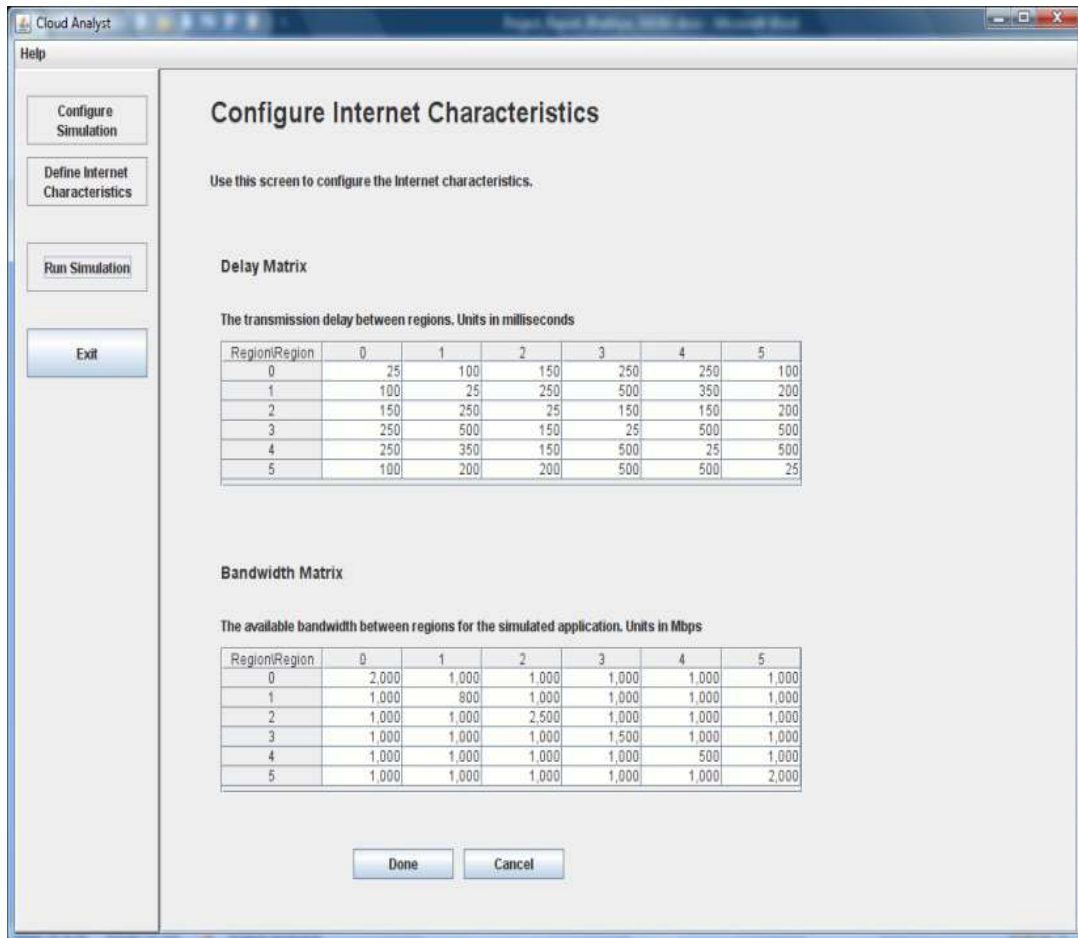 Cloud Analyst
Help
Configure
Simulation
Define Internet
Characteristics
Run Simulation
Exit
Configure Internet Characteristics
Use this screen to configure the Internet characteristics.
Delay Matrix
The transmission delay between regions. Units in milliseconds
Region\Region 0 1 2 3 4 5
0 25 100 150 250 250 100
1 100 25 250 500 350 200
2 150 250 25 150 150 200
3 250 500 150 25 500 500
4 250 350 150 500 25 500
5 100 200 200 500 500 25
Bandwidth Matrix
The available bandwidth between regions for the simulated application. Units in Mbps
Region\Region 0 1 2 3 4 5
0 2,000 1,000 1,000 1,000 1,000 1,000
1 1,000 800 1,000 1,000 1,000 1,000
2 1,000 1,000 2,500 1,000 1,000 1,000
3 1,000 1,000 1,000 1,500 1,000 1,000
4 1,000 1,000 1,000 1,000 500 1,000
5 1,000 1,000 1,000 1,000 1,000 2,000
Done Cancel